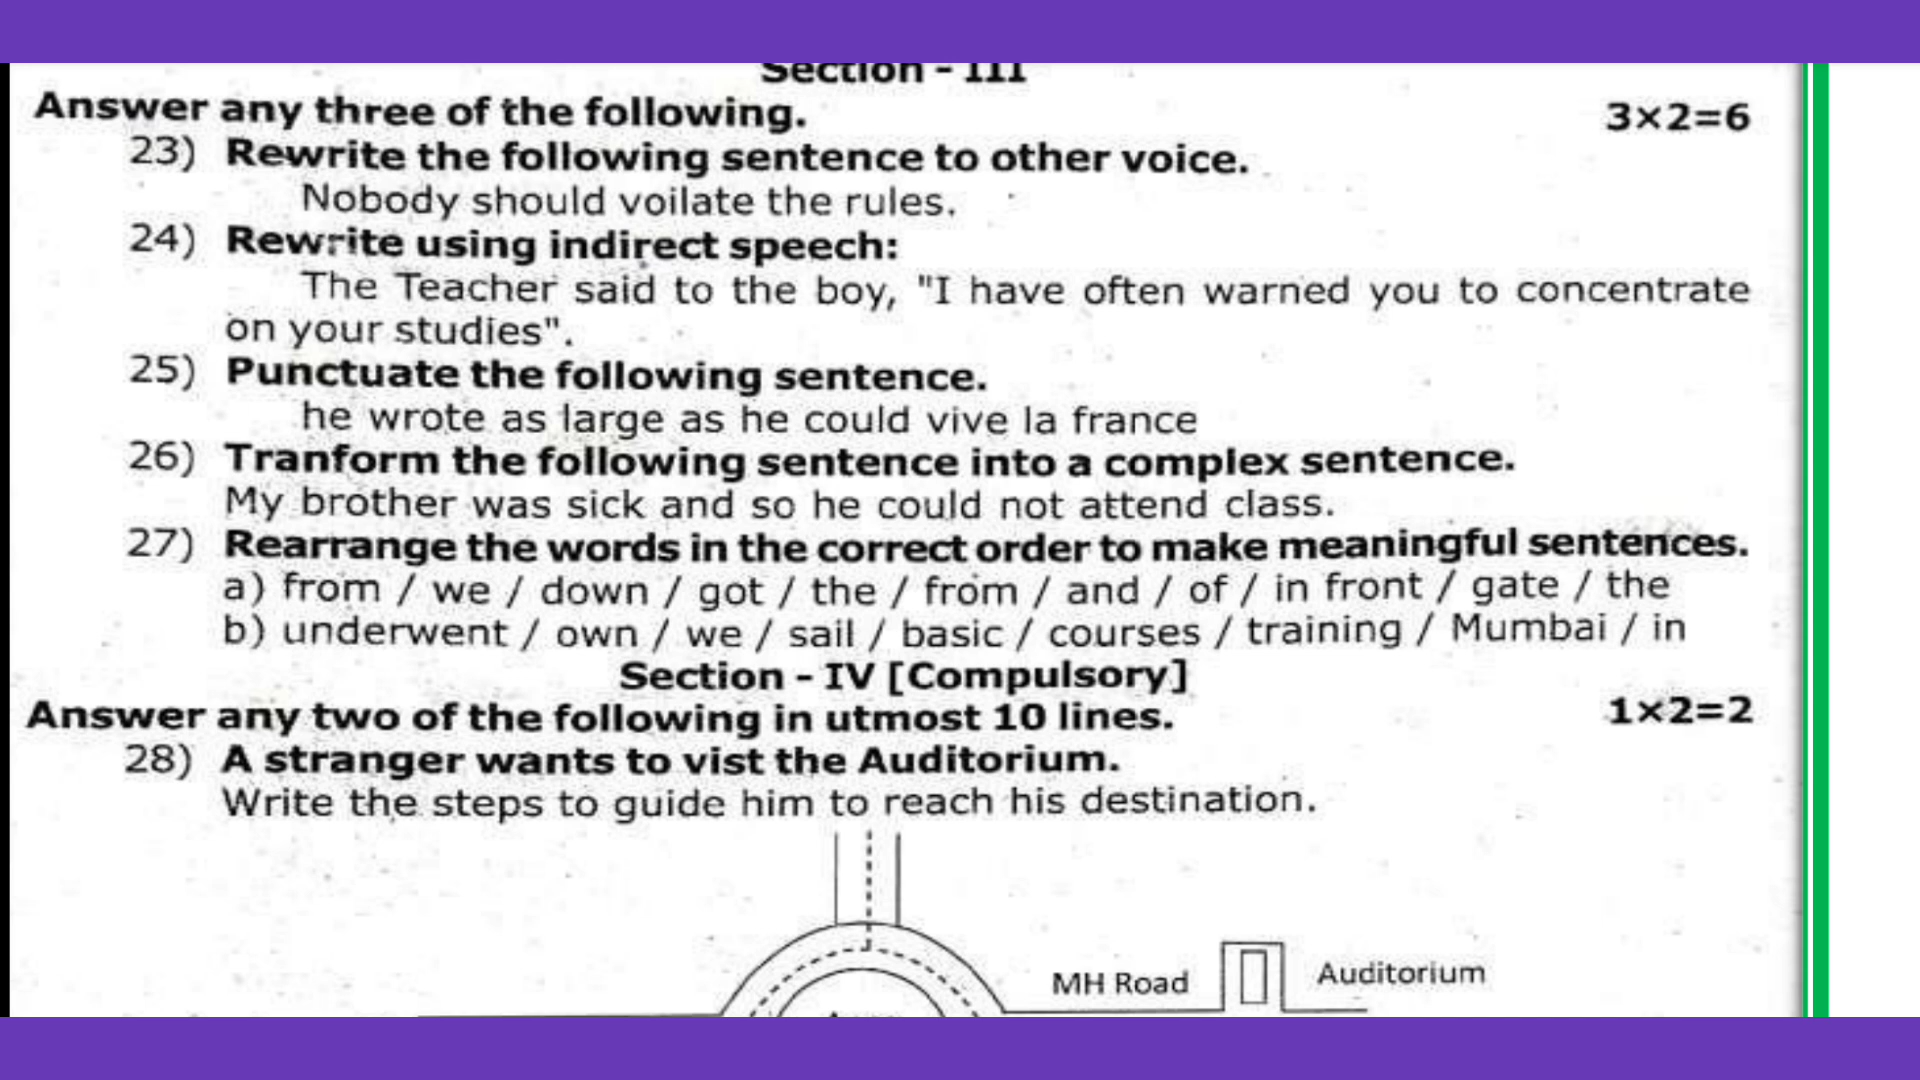 Section - III
Answer any three of the following. 3×2=6
23) Rewrite the following sentence to other voice.
Nobody should voilate the rules.
24) Rewrite using indirect speech:
The Teacher said to the boy, "I have often warned you to concentrate
on your studies".
25) Punctuate the following sentence.
he wrote as large as he could vive la france
26) Tranform the following sentence into a complex sentence.
My brother was sick and so he could not attend class.
27) Rearrange the words in the correct order to make meaningful sentences.
a) from / we / down / got / the / from / and / of / in front / gate / the
b) underwent / own / we / sail / basic / courses / training / Mumbai / in
Section - IV [Compulsory]
Answer any two of the following in utmost 10 lines. 1×2=2
28) A stranger wants to vist the Auditorium.
Write the steps to guide him to reach his destination.
MH Road Auditorium